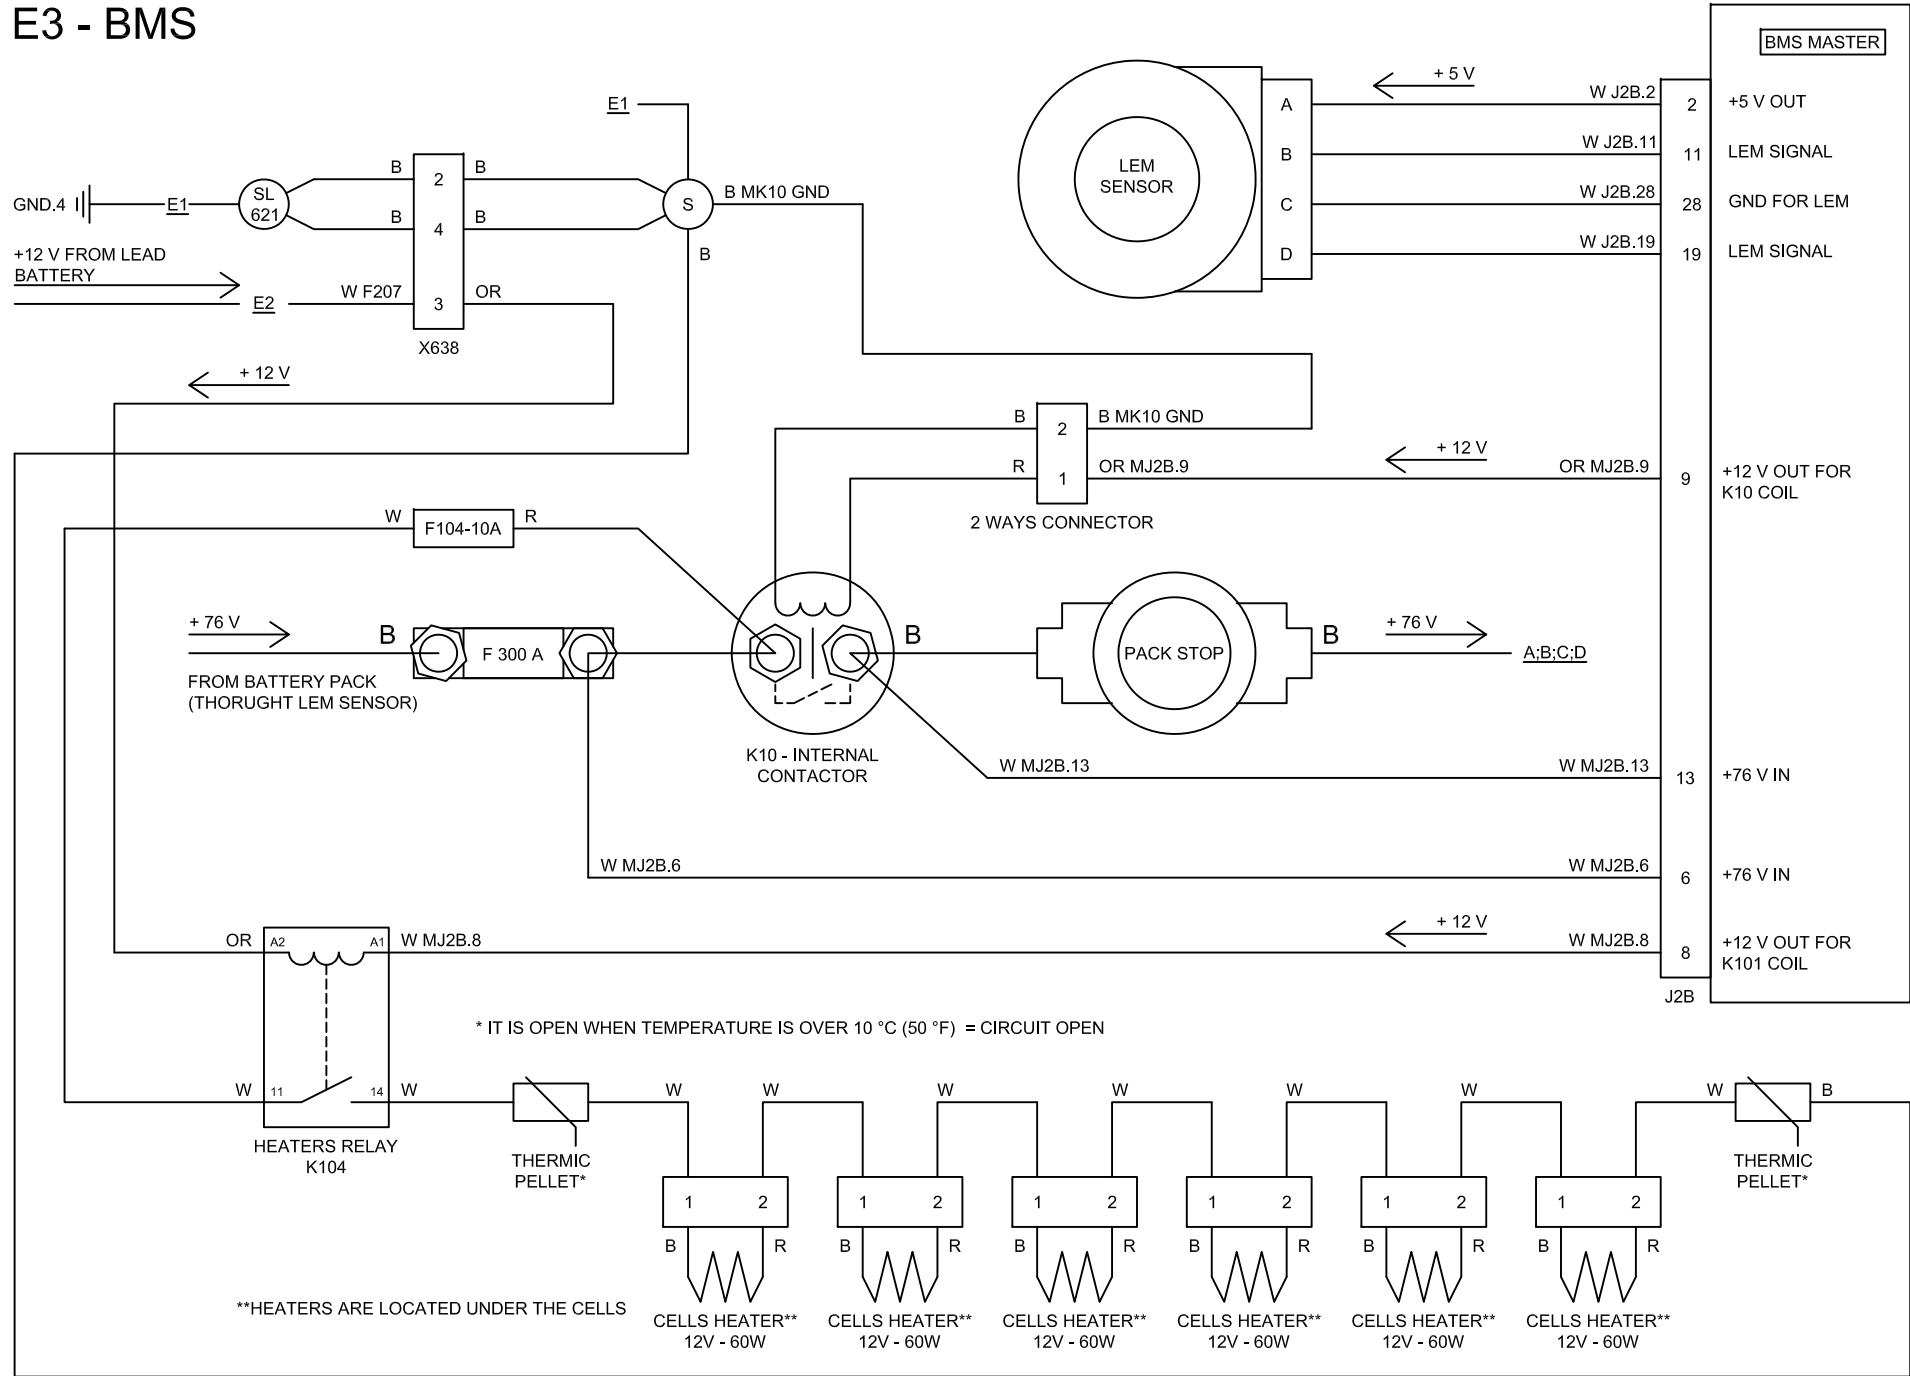 E3 - BMS
BMS MASTER
E1
+ 5 V
W J2B.2
A
2
+5 V OUT
W J2B.11
B
11
LEM SIGNAL
LEM
SENSOR
W J2B.28
C
28
GND FOR LEM
W J2B.19
D
19
LEM SIGNAL
GND.4
E1
SL
621
B
2
B
B
4
B
S
B MK10 GND
B
+12 V FROM LEAD
BATTERY
E2
W F207
3
OR
X638
+ 12 V
B
2
B MK10 GND
R
1
OR MJ2B.9
+ 12 V
OR MJ2B.9
9
+12 V OUT FOR
K10 COIL
2 WAYS CONNECTOR
W
F104-10A
R
+ 76 V
B
F 300 A
B
PACK STOP
B
+ 76 V
A;B;C;D
FROM BATTERY PACK
(THORUGHT LEM SENSOR)
K10 - INTERNAL
CONTACTOR
W MJ2B.13
W MJ2B.13
13
+76 V IN
W MJ2B.6
W MJ2B.6
6
+76 V IN
+ 12 V
OR
A2
A1
W MJ2B.8
W MJ2B.8
8
+12 V OUT FOR
K101 COIL
J2B
* IT IS OPEN WHEN TEMPERATURE IS OVER 10 °C (50 °F) = CIRCUIT OPEN
W
11
14
W
W
W
W
W
W
W
W
B
HEATERS RELAY
K104
THERMIC
PELLET*
THERMIC
PELLET*
1
2
1
2
1
2
1
2
1
2
1
2
B
R
B
R
B
R
B
R
B
R
B
R
**HEATERS ARE LOCATED UNDER THE CELLS
CELLS HEATER**
12V - 60W
CELLS HEATER**
12V - 60W
CELLS HEATER**
12V - 60W
CELLS HEATER**
12V - 60W
CELLS HEATER**
12V - 60W
CELLS HEATER**
12V - 60W